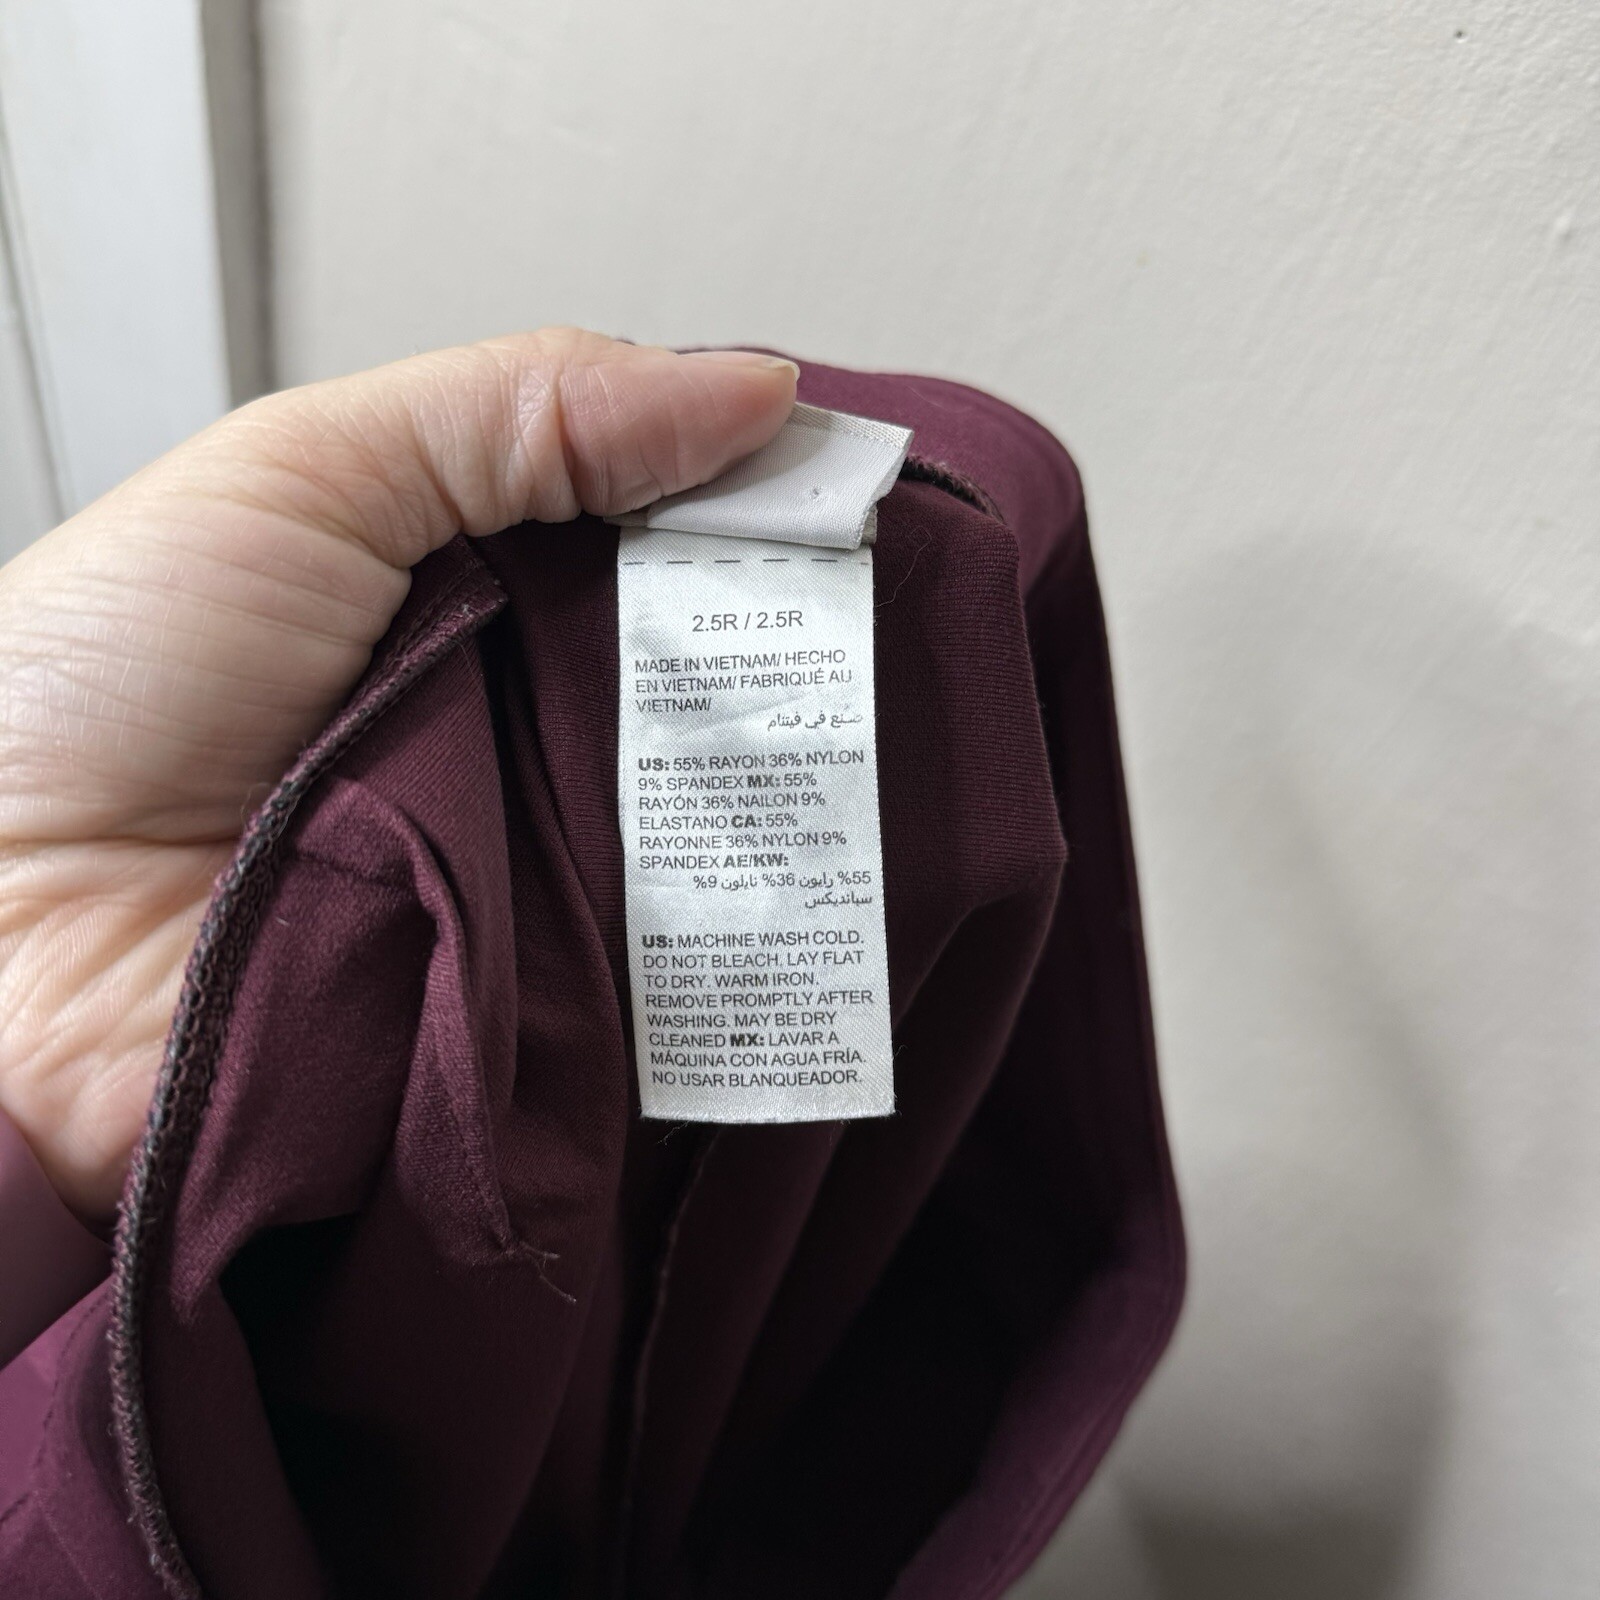 2.5R / 2.5R
MADE IN VIETNAM/ HECHO
EN VIETNAM/ FABRIQUÉ AU
VIETNAM/
صنع في فيتنام
US: 55% RAYON 36% NYLON
9% SPANDEX MX: 55%
RAYÓN 36% NAILON 9%
ELASTANO CA: 55%
RAYONNE 36% NYLON 9%
SPANDEX AE/KW:
55% رايون 36% نايلون 9%
سبانديكس
US: MACHINE WASH COLD.
DO NOT BLEACH. LAY FLAT
TO DRY. WARM IRON.
REMOVE PROMPTLY AFTER
WASHING. MAY BE DRY
CLEANED MX: LAVAR A
MÁQUINA CON AGUA FRÍA.
NO USAR BLANQUEADOR.